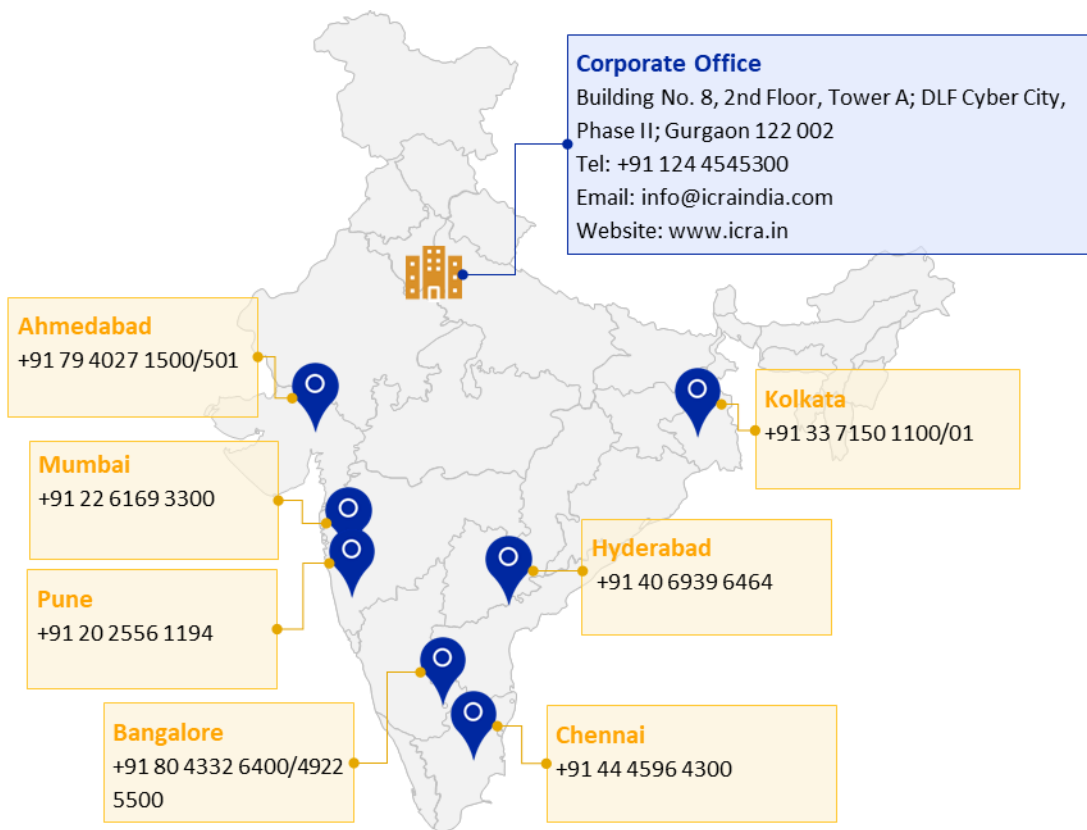 Corporate Office
Building No. 8, 2nd Floor, Tower A; DLF Cyber City,
Phase II; Gurgaon 122 002
Tel: +91 124 4545300
Email: info@icraindia.com
Website: www.icra.in
Ahmedabad
+91 79 4027 1500/501
Kolkata
+91 33 7150 1100/01
Mumbai
+91 22 6169 3300
Hyderabad
+91 40 6939 6464
Pune
+91 20 2556 1194
Bangalore
+91 80 4332 6400/4922
5500
Chennai
+91 44 4596 4300